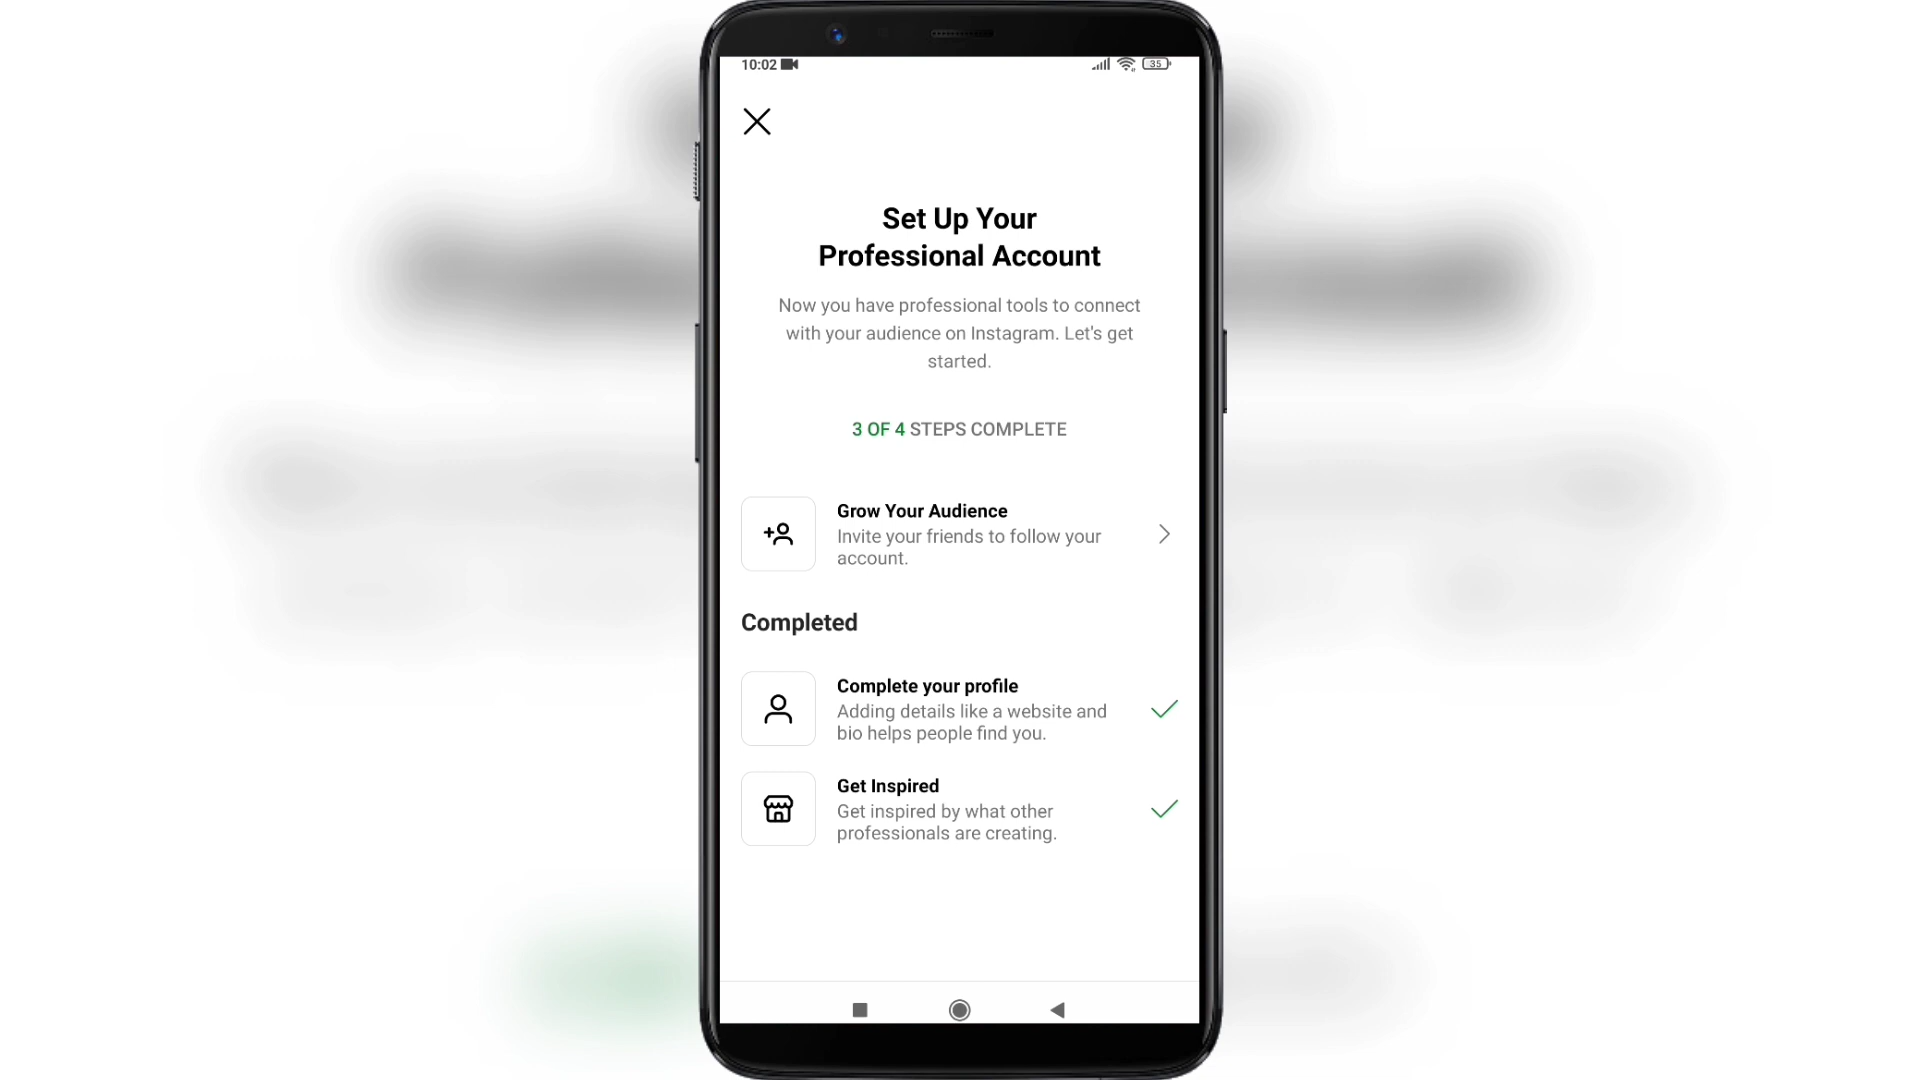 10:02
35
Set Up Your
Professional Account
Now you have professional tools to connect
with your audience on Instagram. Let's get
started.
3 OF 4 STEPS COMPLETE
Grow Your Audience
Invite your friends to follow your
account.
Completed
Complete your profile
Adding details like a website and
bio helps people find you.
Get Inspired
Get inspired by what other
professionals are creating.